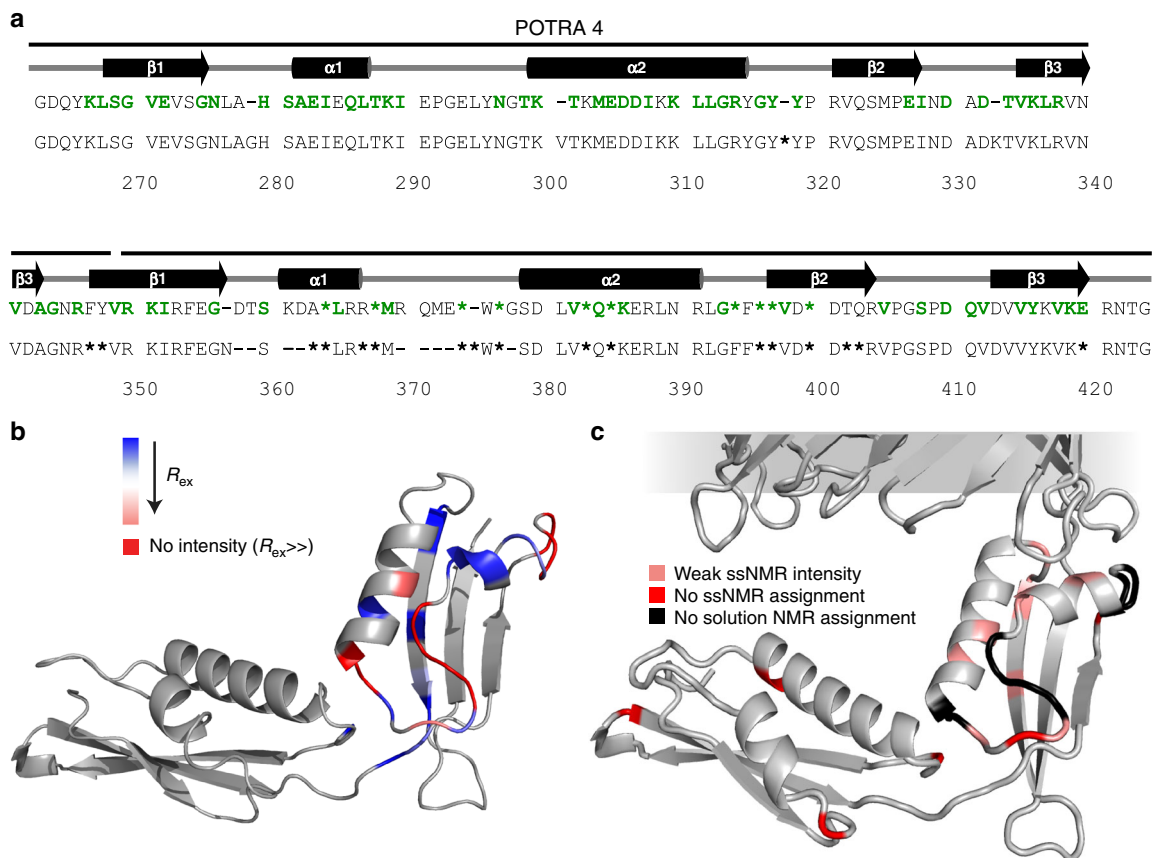 a
POTRA 4
β1 α1 α2 β2 β3
GDQYKLSG VEVSGNLA-H SAEIEQLTKI EPGELYNGTK -TKMEDDIKK LLGRYGY-YP RVQSMPEIND AD-TVKLRVN
GDQYKLSG VEVSGNLAGH SAEIEQLTKI EPGELYNGTK VTKMEDDIKK LLGRYGY*YP RVQSMPEIND ADKTVKLRVN
270 280 290 300 310 320 330 340
β3 β1 α1 α2 β2 β3
VDAGNRFYVR KIRFEG-DTS KDA*LRR*MR QME*-W*GSD LV*Q*KERLN RLG*F**VD* DTQRVPGSPD QVDVVYKVKE RNTG
VDAGNR**VR KIRFEGN--S --**LR**M- ---**W*-SD LV*Q*KERLN RLGFF**VD* D**RVPGSPD QVDVVYKVK* RNTG
350 360 370 380 390 400 410 420
b
Rex
No intensity (Rex>>)
c
Weak ssNMR intensity
No ssNMR assignment
No solution NMR assignment